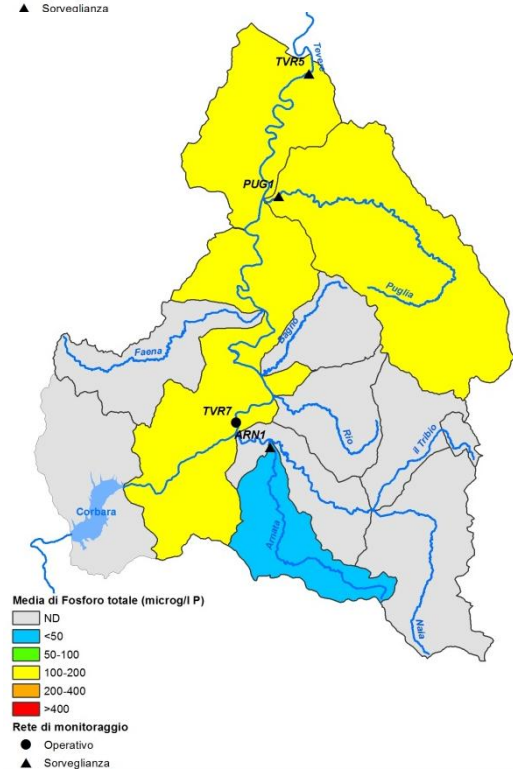 Sorveglianza
Tevere
TVR5
PUG1
Puglia
Bagno
Faena
TVR7
ARN1
Rio
il Tribio
Corbara
Arnata
Naia
Media di Fosforo totale (microg/l P)
ND
<50
50-100
100-200
200-400
>400
Rete di monitoraggio
Operativo
Sorveglianza